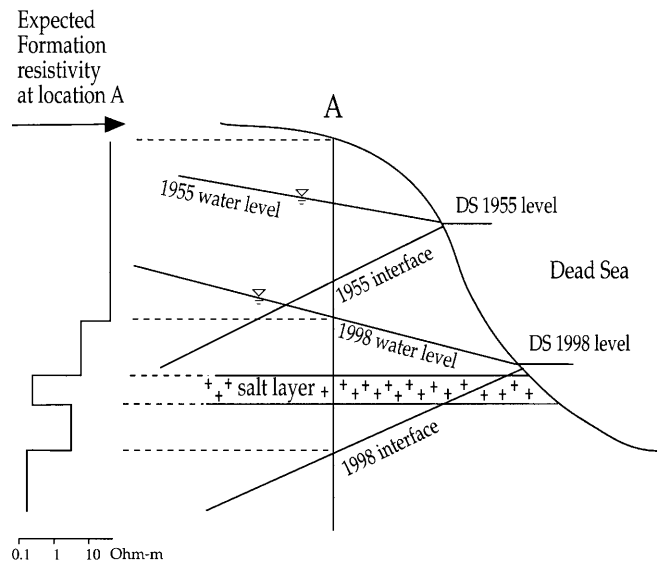 Expected
Formation
resistivity
at location A
A
1955 water level
DS 1955 level
1955 interface
Dead Sea
1998 water level
DS 1998 level
salt layer
1998 interface
0.1 1 10 Ohm-m